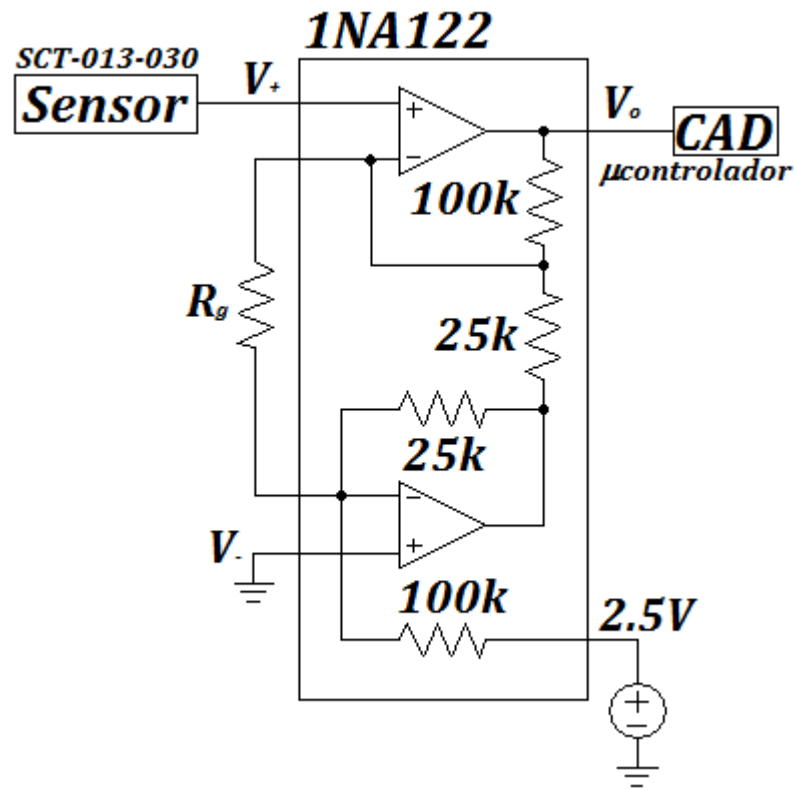 1NA122
SCT-013-030
Sensor
V+
+
−
Vo
CAD
μcontrolador
100k
Rg
25k
25k
−
+
V-
100k
2.5V
+
−